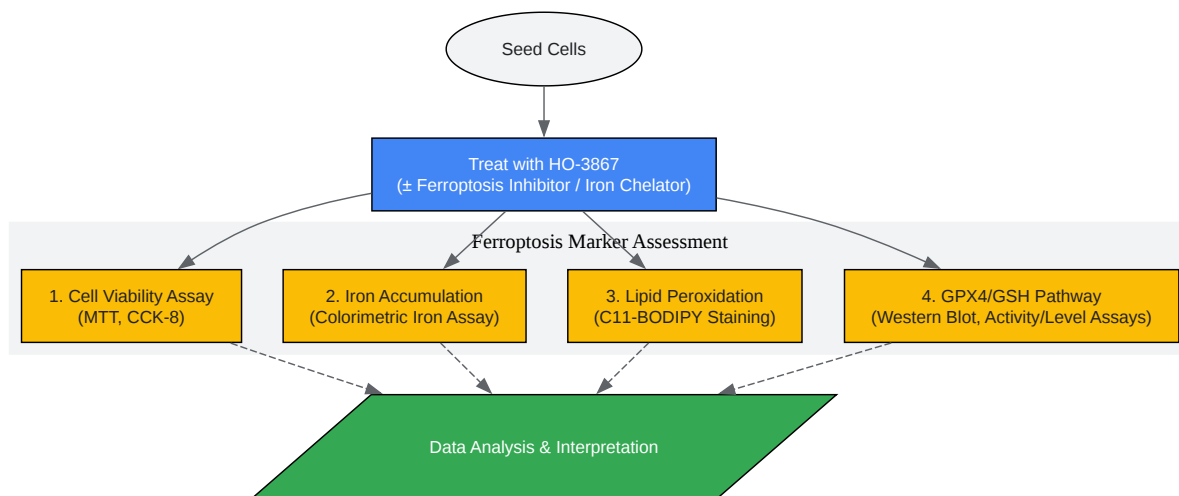 Seed Cells
Treat with HO-3867
(± Ferroptosis Inhibitor / Iron Chelator)
Ferroptosis Marker Assessment
1. Cell Viability Assay
(MTT, CCK-8)
2. Iron Accumulation
(Colorimetric Iron Assay)
3. Lipid Peroxidation
(C11-BODIPY Staining)
4. GPX4/GSH Pathway
(Western Blot, Activity/Level Assays)
Data Analysis & Interpretation